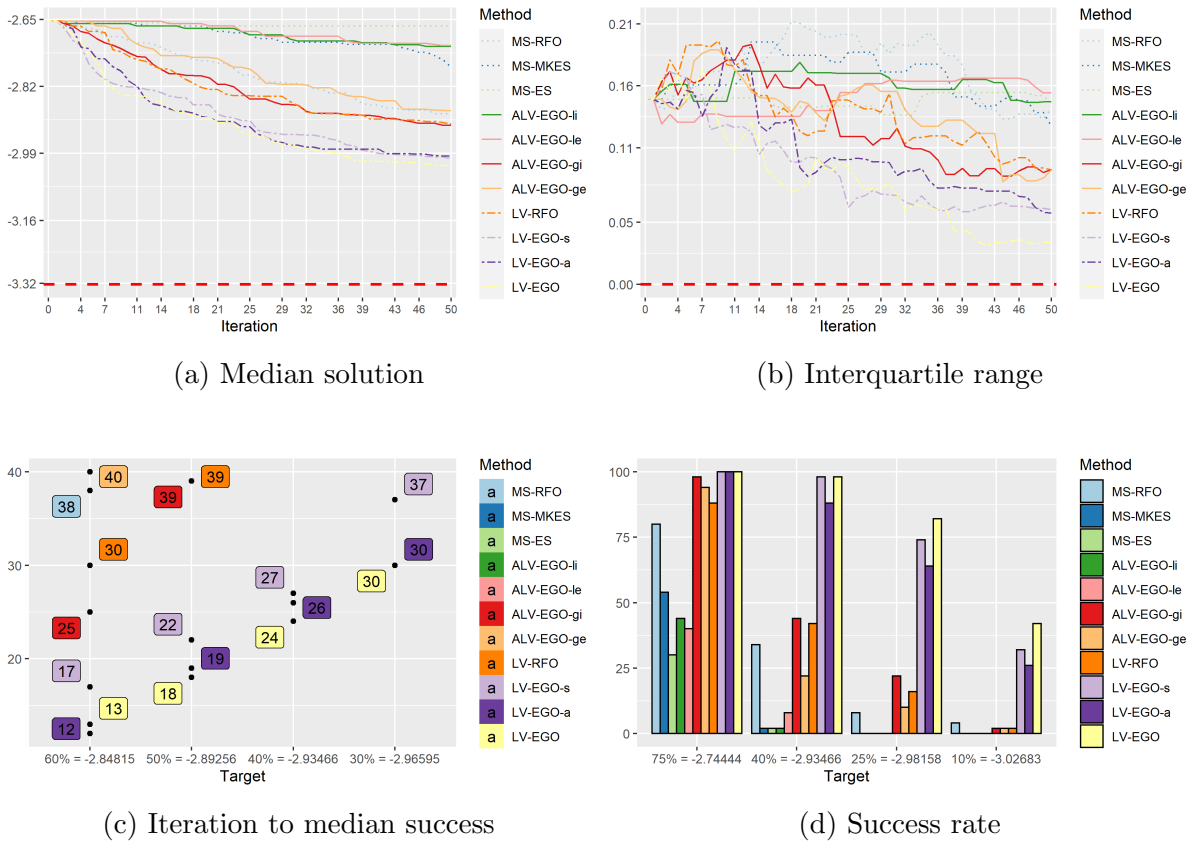 Method
-2.65
-2.82
-2.99
-3.16
-3.32
0 4 7 11 14 18 21 25 29 32 36 39 43 46 50
Iteration
MS-RFO
MS-MKES
MS-ES
ALV-EGO-li
ALV-EGO-le
ALV-EGO-gi
ALV-EGO-ge
LV-RFO
LV-EGO-s
LV-EGO-a
LV-EGO
(a) Median solution
Method
0.21
0.16
0.11
0.05
0.00
0 4 7 11 14 18 21 25 29 32 36 39 43 46 50
Iteration
MS-RFO
MS-MKES
MS-ES
ALV-EGO-li
ALV-EGO-le
ALV-EGO-gi
ALV-EGO-ge
LV-RFO
LV-EGO-s
LV-EGO-a
LV-EGO
(b) Interquartile range
Method
40
30
20
40
38
30
25
17
13
12
39
39
22
19
18
27
26
24
37
30
30
60% =-2.84815 50% =-2.89256 40% =-2.93466 30% =-2.96595
Target
a MS-RFO
a MS-MKES
a MS-ES
a ALV-EGO-li
a ALV-EGO-le
a ALV-EGO-gi
a ALV-EGO-ge
a LV-RFO
a LV-EGO-s
a LV-EGO-a
a LV-EGO
(c) Iteration to median success
Method
100
75
50
25
0
75% =-2.74444 40% =-2.93466 25% =-2.98158 10% =-3.02683
Target
MS-RFO
MS-MKES
MS-ES
ALV-EGO-li
ALV-EGO-le
ALV-EGO-gi
ALV-EGO-ge
LV-RFO
LV-EGO-s
LV-EGO-a
LV-EGO
(d) Success rate